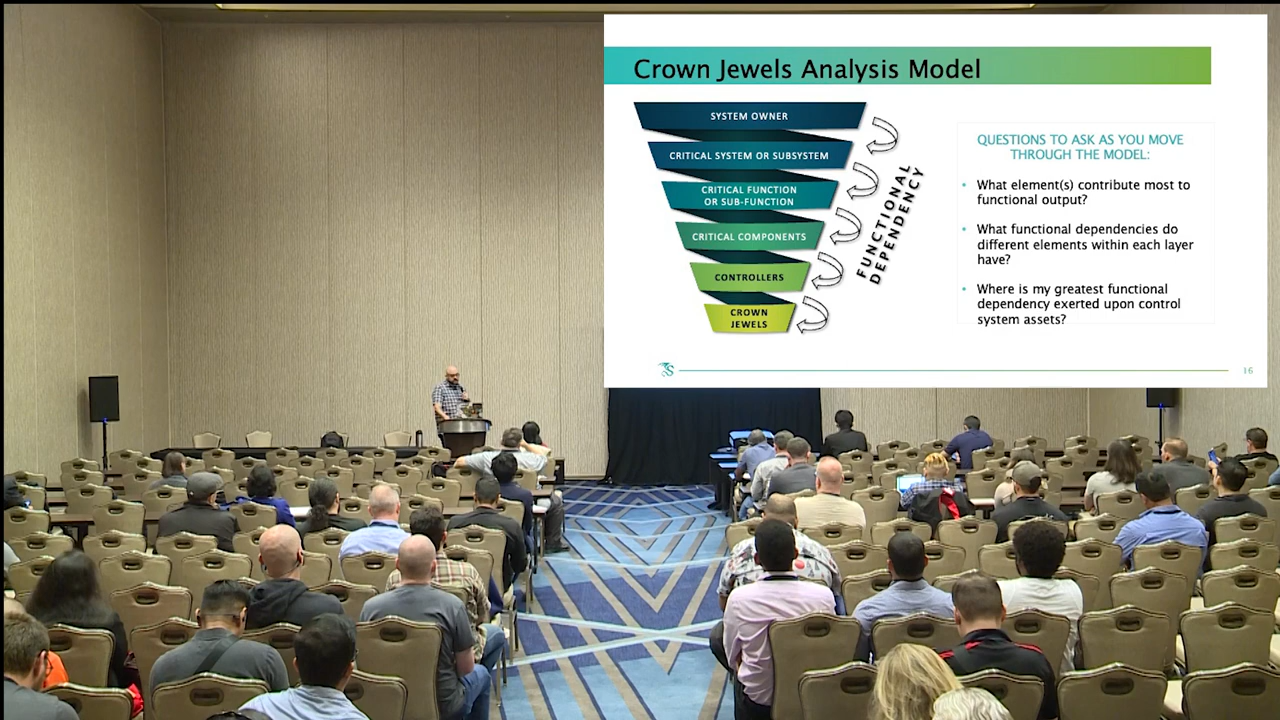 Crown Jewels Analysis Model
SYSTEM OWNER
CRITICAL SYSTEM OR SUBSYSTEM
CRITICAL FUNCTION
OR SUB-FUNCTION
CRITICAL COMPONENTS
CONTROLLERS
CROWN
JEWELS
FUNCTIONAL
DEPENDENCY
QUESTIONS TO ASK AS YOU MOVE
THROUGH THE MODEL:
• What element(s) contribute most to
functional output?
• What functional dependencies do
different elements within each layer
have?
• Where is my greatest functional
dependency exerted upon control
system assets?
16